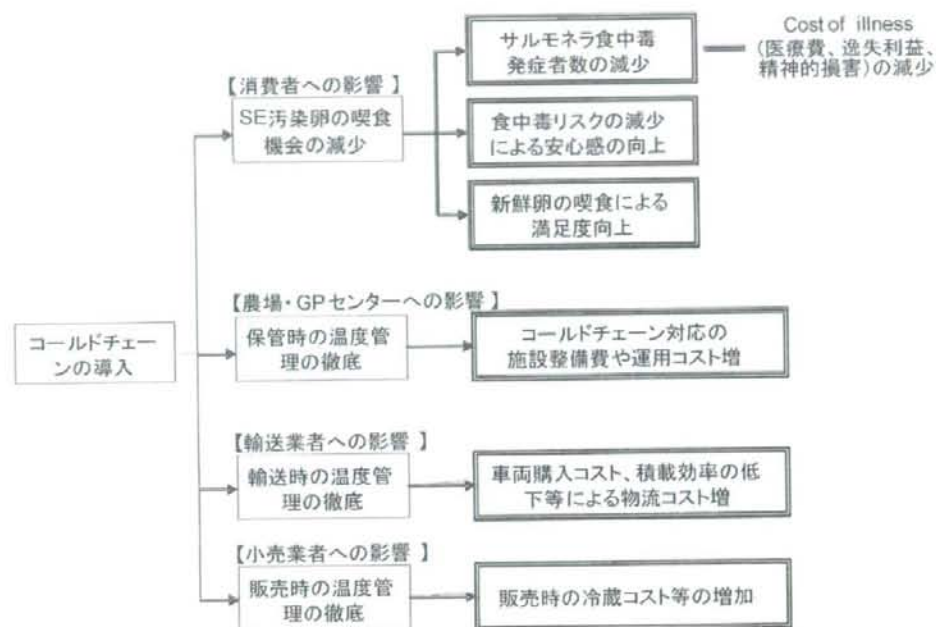 サルモネラ食中毒
発症者数の減少
Cost of illness
(医療費、逸失利益、
精神的損害)の減少
【消費者への影響】
SE汚染卵の喫食
機会の減少
食中毒リスクの減少
による安心感の向上
新鮮卵の喫食による
満足度向上
コールドチェー
ンの導入
【農場・GPセンターへの影響】
保管時の温度管
理の徹底
コールドチェーン対応の
施設整備費や運用コスト増
【輸送業者への影響】
輸送時の温度管
理の徹底
車両購入コスト、積載効率の低
下等による物流コスト増
【小売業者への影響】
販売時の温度管
理の徹底
販売時の冷蔵コスト等の増加